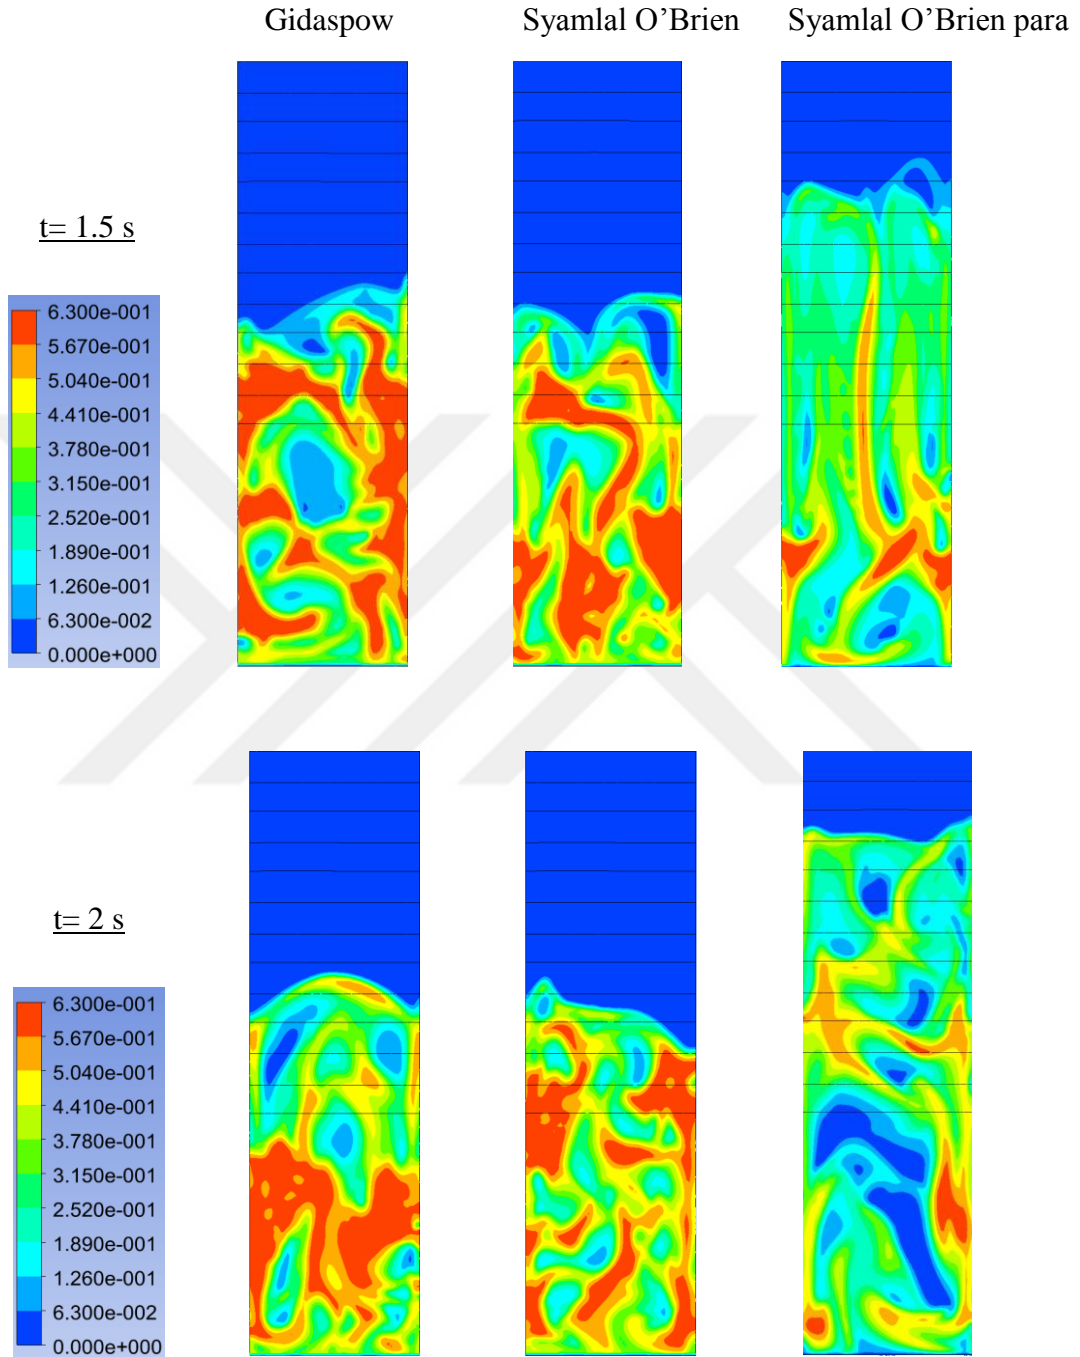 Gidaspow Syamlal O’Brien Syamlal O’Brien para
t= 1.5 s
6.300e-001
5.670e-001
5.040e-001
4.410e-001
3.780e-001
3.150e-001
2.520e-001
1.890e-001
1.260e-001
6.300e-002
0.000e+000
t= 2 s
6.300e-001
5.670e-001
5.040e-001
4.410e-001
3.780e-001
3.150e-001
2.520e-001
1.890e-001
1.260e-001
6.300e-002
0.000e+000